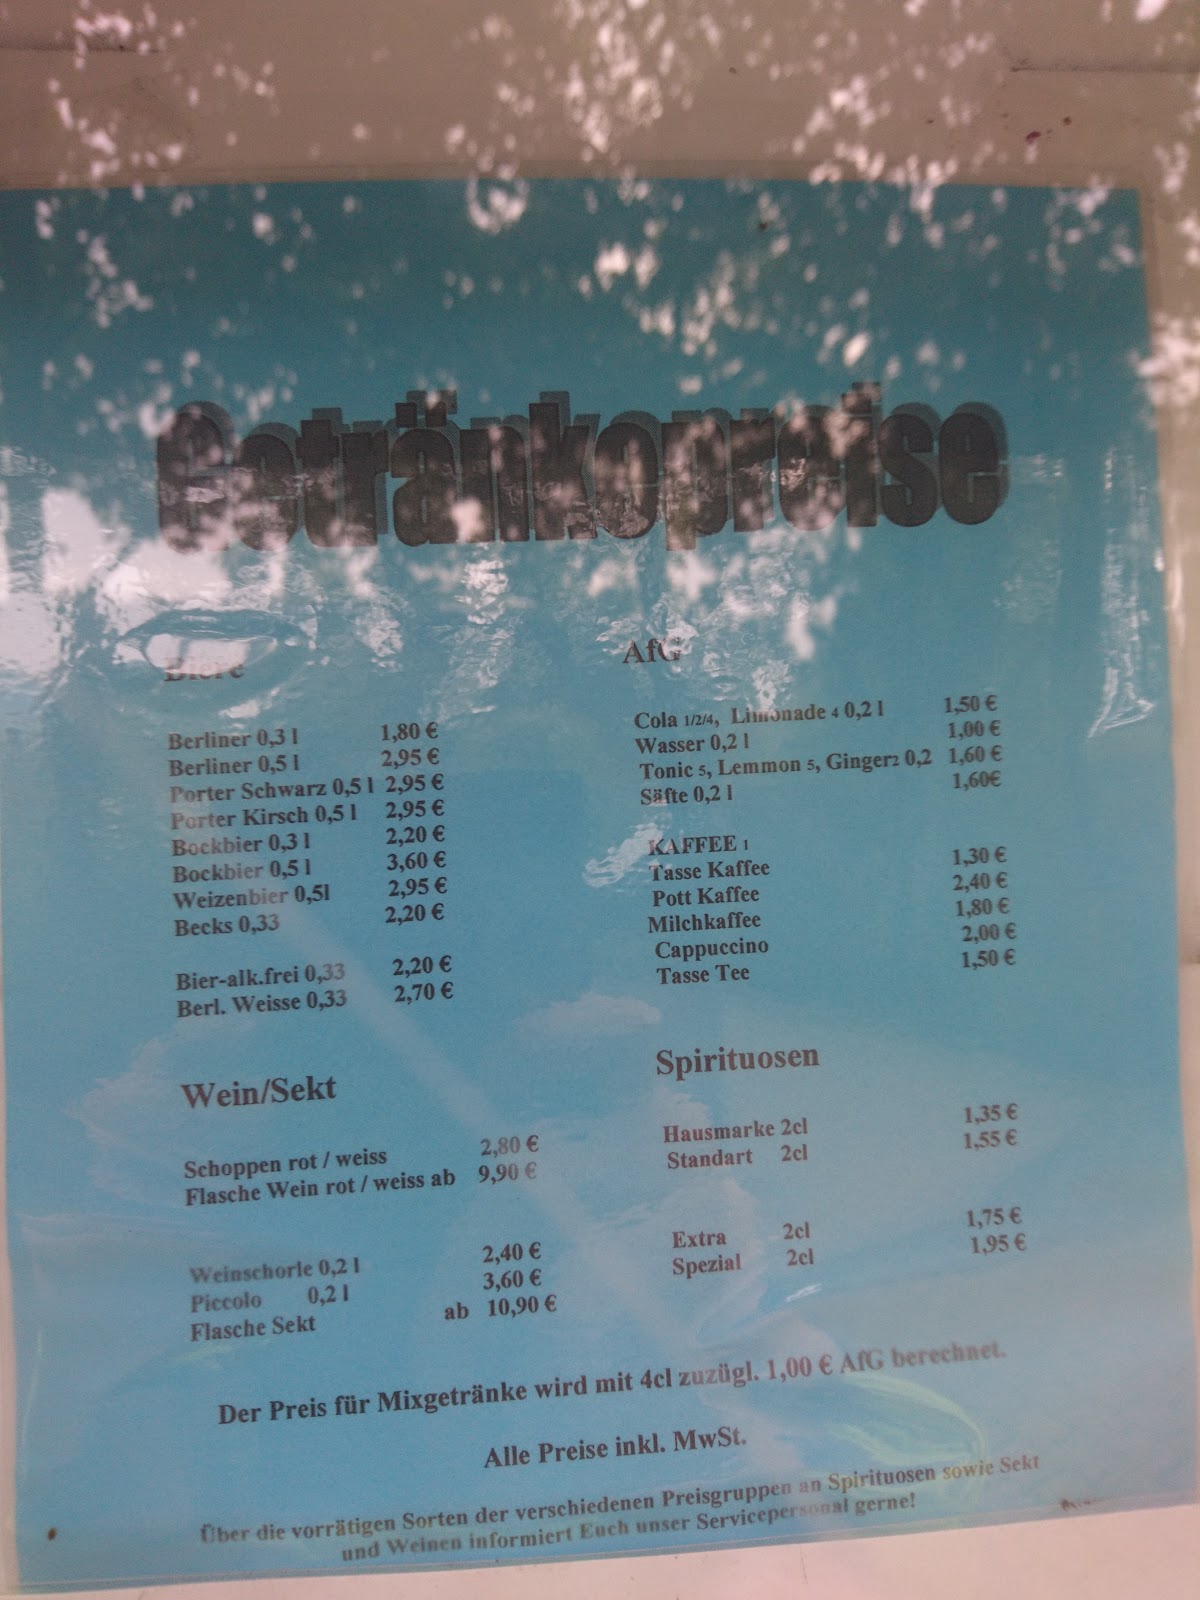 Getränkepreise
Biere
Berliner 0,3 l 1,80 €
Berliner 0,5 l 2,95 €
Porter Schwarz 0,5 l 2,95 €
Porter Kirsch 0,5 l 2,95 €
Bockbier 0,3 l 2,20 €
Bockbier 0,5 l 3,60 €
Weizenbier 0,5l 2,95 €
Becks 0,33 2,20 €
Bier-alk.frei 0,33 2,20 €
Berl. Weisse 0,33 2,70 €
Wein/Sekt
Schoppen rot / weiss 2,80 €
Flasche Wein rot / weiss ab 9,90 €
Weinschorle 0,2 l 2,40 €
Piccolo 0,2 l 3,60 €
Flasche Sekt ab 10,90 €
AfG
Cola 1/2/4, Limonade 4 0,2 l 1,50 €
Wasser 0,2 l 1,00 €
Tonic 5, Lemmon 5, Ginger2 0,2 1,60 €
Säfte 0,2 l 1,60€
KAFFEE 1
Tasse Kaffee 1,30 €
Pott Kaffee 2,40 €
Milchkaffee 1,80 €
Cappuccino 2,00 €
Tasse Tee 1,50 €
Spirituosen
Hausmarke 2cl 1,35 €
Standart 2cl 1,55 €
Extra 2cl 1,75 €
Spezial 2cl 1,95 €
Der Preis für Mixgetränke wird mit 4cl zuzügl. 1,00 € AfG berechnet.
Alle Preise inkl. MwSt.
Über die vorrätigen Sorten der verschiedenen Preisgruppen an Spirituosen sowie Sekt
und Weinen informiert Euch unser Servicepersonal gerne!